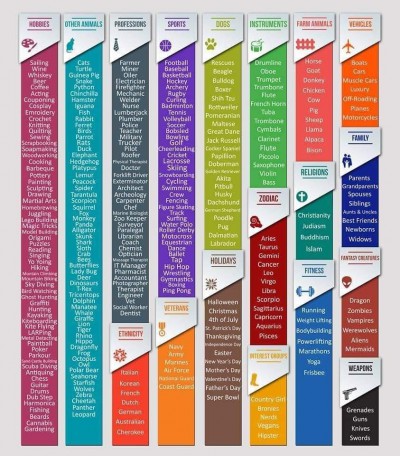 HOBBIES
Sailing
Wine
Whiskey
Beer
Coffee
Acting
Couponing
Cosplay
Emroidery
Crochet
Knitting
Quilting
Sewing
Scrapbooking
Soapmaking
Woodworking
Cooking
Barbecue
Pottery
Painting
Sculpting
Drawing
Martial Arts
Homebrewing
Juggling
Lego Building
Magic Tricks
Model Building
Origami
Puzzles
Reading
Singing
Yo Yoing
Hiking
Mountain Biking
Sky Diving
Bird Watching
Ghost Hunting
Graffiti
Hunting
Kayaking
Kiteboarding
Kite Flying
LARPing
Metal Detecting
Paintball
Poker
Parkour
Scuba Diving
Antiquing
Chess
Guitar
Drums
Dub Step
Harmonica
Fishing
Beards
Cannabis
Gardening
OTHER ANIMALS
Cats
Turtle
Guinea Pig
Snake
Python
Chinchilla
Hamster
Iguana
Fish
Rabbit
Ferret
Birds
Parrot
Rats
Duck
Elephant
Hedgehog
Platypus
Lemur
Peacock
Spider
Tarantula
Scorpion
Squirrel
Fox
Monkey
Panda
Alligator
Skunk
Shark
Sloth
Crab
Bees
Butterflies
Lady Bug
Deer
Dinosaurs
T-Rex
Triceritops
Dolphin
Manatee
Whale
Giraffe
Lion
Tiger
Rhino
Hippo
Dragonfly
Frog
Octopus
Owl
Polar Bear
Seahorse
Starfish
Wolves
Zebra
Cheetah
Panther
Leopard
PROFESSIONS
Farmer
Miner
Oiler
Electrician
Firefighter
Mechanic
Welder
Nurse
Lumberjack
Plumber
Police
Teacher
Military
Trucker
Pilot
Roofer
Physical Therapist
Doctor
Forklift Driver
Exterminator
Architect
Archeology
Carpenter
Chef
Marine Biologist
Zoo Keeper
Surveyor
Paralegal
Librarian
Coach
Chemist
Optician
Massage Therapist
IT Manager
Pharmacist
Accountant
Photographer
Therapist
Engineer
Vet
Social Worker
Dentist
ETHNICITY
Italian
Korean
French
Dutch
German
Australian
Cherokee
SPORTS
Football
Baseball
Basketball
Hockey
Archery
Rugby
Curling
Badminton
Tennis
Volleyball
Soccer
Bobsled
Bowling
Golf
Cheerleading
Cricket
Lacrosse
Skiing
Snowboarding
Cycling
Swimming
Diving
Fencing
Figure Skating
Track
Water Polo
Roller Derby
Motocross
Equestrian
Dance
Ballet
Tap
Hip Hop
Wrestling
Gymnastics
Boxing
VETERANS
Navy
Army
Marines
Air Force
National Guard
Coast Guard
DOGS
Rescues
Beagle
Bulldog
Boxer
Shih Tzu
Rottweiler
Pomeranian
Maltese
Great Dane
Jack Russell
Cocker Spaniel
Papillion
Doberman
Golden Retriever
Akita
Pitbull
Husky
Dachshund
German Shepherd
Poodle
Pug
Dalmation
Labrador
HOLIDAYS
Halloween
Christmas
4th of July
St. Patrick's Day
Thanksgiving
Independence Day
Easter
New Year's Day
Mother's Day
Valentine's Day
Father's Day
Super Bowl
INSTRUMENTS
Drumline
Oboe
Trumpet
Trombone
Flute
French Horn
Tuba
Trombone
Cymbals
Clarinet
Flute
Piccolo
Saxophone
Violin
Bass
ZODIAC
Aries
Taurus
Gemini
Cancer
Leo
Virgo
Libra
Scorpio
Sagittarius
Capricorn
Aquarius
Pisces
INTEREST GROUPS
Country Girl
Bronies
Nerds
Vegans
Hipster
FARM ANIMALS
Horse
Goat
Donkey
Chicken
Cow
Pig
Sheep
Llama
Alpaca
Bison
RELIGIONS
Christianity
Judiasm
Buddhism
Islam
FITNESS
Running
Weight Lifting
Bodybuilding
Powerlifting
Marathons
Yoga
Frisbee
VEHICLES
Boats
Cars
Muscle Cars
Luxury
Off-Roading
Planes
Motorcycles
FAMILY
Parents
Grandparents
Spouses
Siblings
Aunts & Uncles
Best Friends
Newborns
Widows
FANTASY CREATURES
Dragon
Zombies
Vampires
Werewolves
Aliens
Mermaids
WEAPONS
Grenades
Guns
Knives
Swords